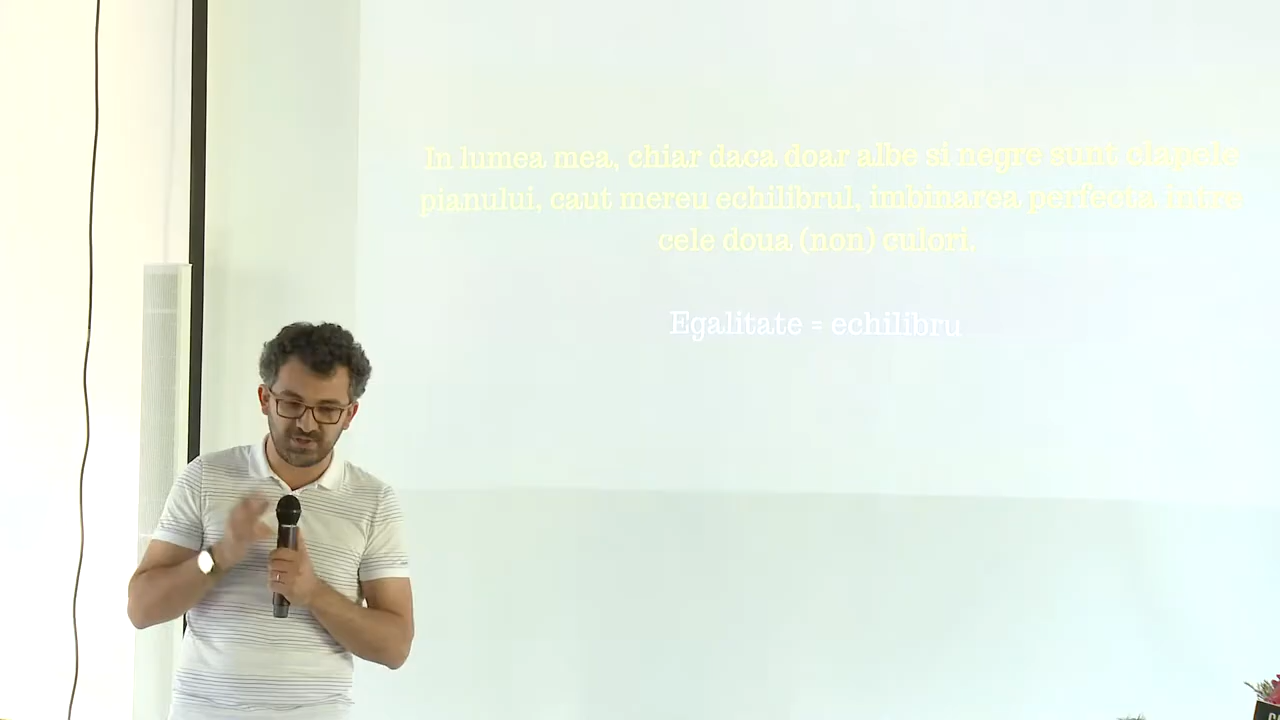 In lumea mea, chiar daca doar albe si negre sunt clapele
pianului, caut mereu echilibrul, imbinarea perfecta intre
cele doua (non) culori.
Egalitate = echilibru